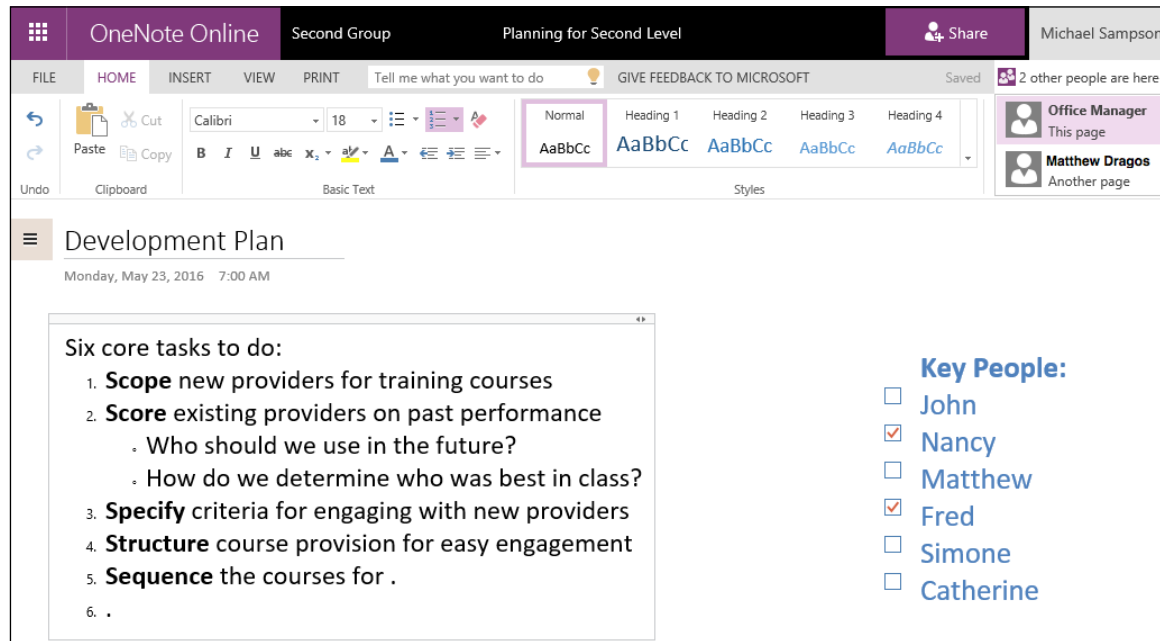 OneNote Online Second Group Planning for Second Level Share Michael Sampson
FILE HOME INSERT VIEW PRINT Tell me what you want to do GIVE FEEDBACK TO MICROSOFT Saved 2 other people are here
Office Manager
This page
Matthew Dragos
Another page
Paste Cut
Copy
Calibri 18
B I U abc x₂ A
Normal Heading 1 Heading 2 Heading 3 Heading 4
AaBbCc AaBbCc AaBbCc AaBbCc AaBbCc
Undo Clipboard Basic Text Styles
Development Plan
Monday, May 23, 2016 7:00 AM
Six core tasks to do:
1. Scope new providers for training courses
2. Score existing providers on past performance
◦ Who should we use in the future?
◦ How do we determine who was best in class?
3. Specify criteria for engaging with new providers
4. Structure course provision for easy engagement
5. Sequence the courses for .
6. .
Key People:
John
Nancy
Matthew
Fred
Simone
Catherine